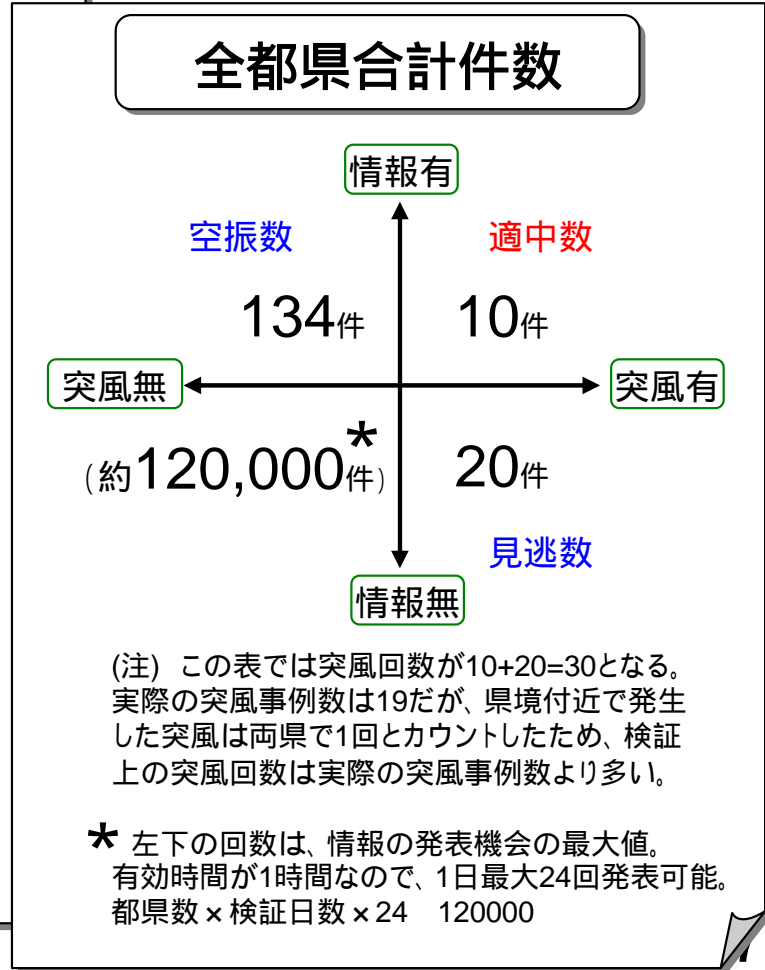 全都県合計件数
情報有
空振数 適中数
134件 10件
突風無 突風有
(約120,000件)* 20件
見逃数
情報無
(注) この表では突風回数が10+20=30となる。
実際の突風事例数は19だが、県境付近で発生
した突風は両県で1回とカウントしたため、検証
上の突風回数は実際の突風事例数より多い。
* 左下の回数は、情報の発表機会の最大値。
有効時間が1時間なので、1日最大24回発表可能。
都県数×検証日数×24 120000